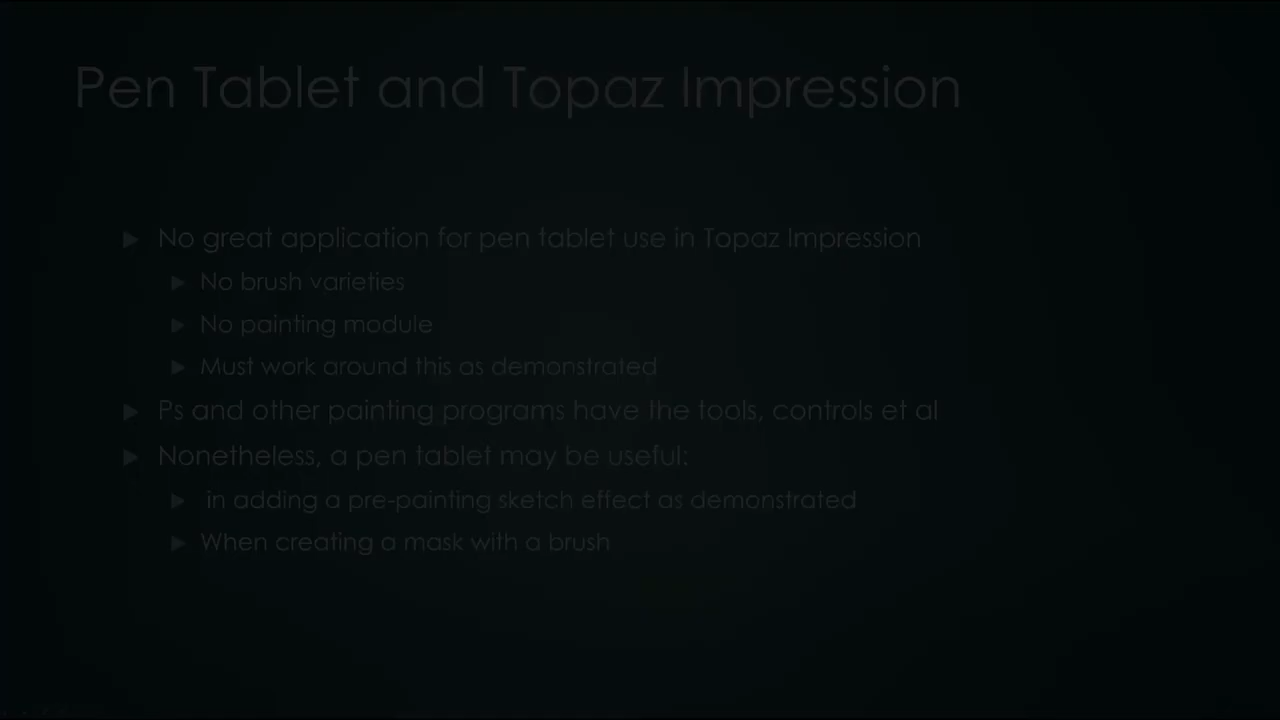 Pen Tablet and Topaz Impression
No great application for pen tablet use in Topaz Impression
No brush varieties
No painting module
Must work around this as demonstrated
Ps and other painting programs have the tools, controls et al
Nonetheless, a pen tablet may be useful:
in adding a pre-painting sketch effect as demonstrated
When creating a mask with a brush